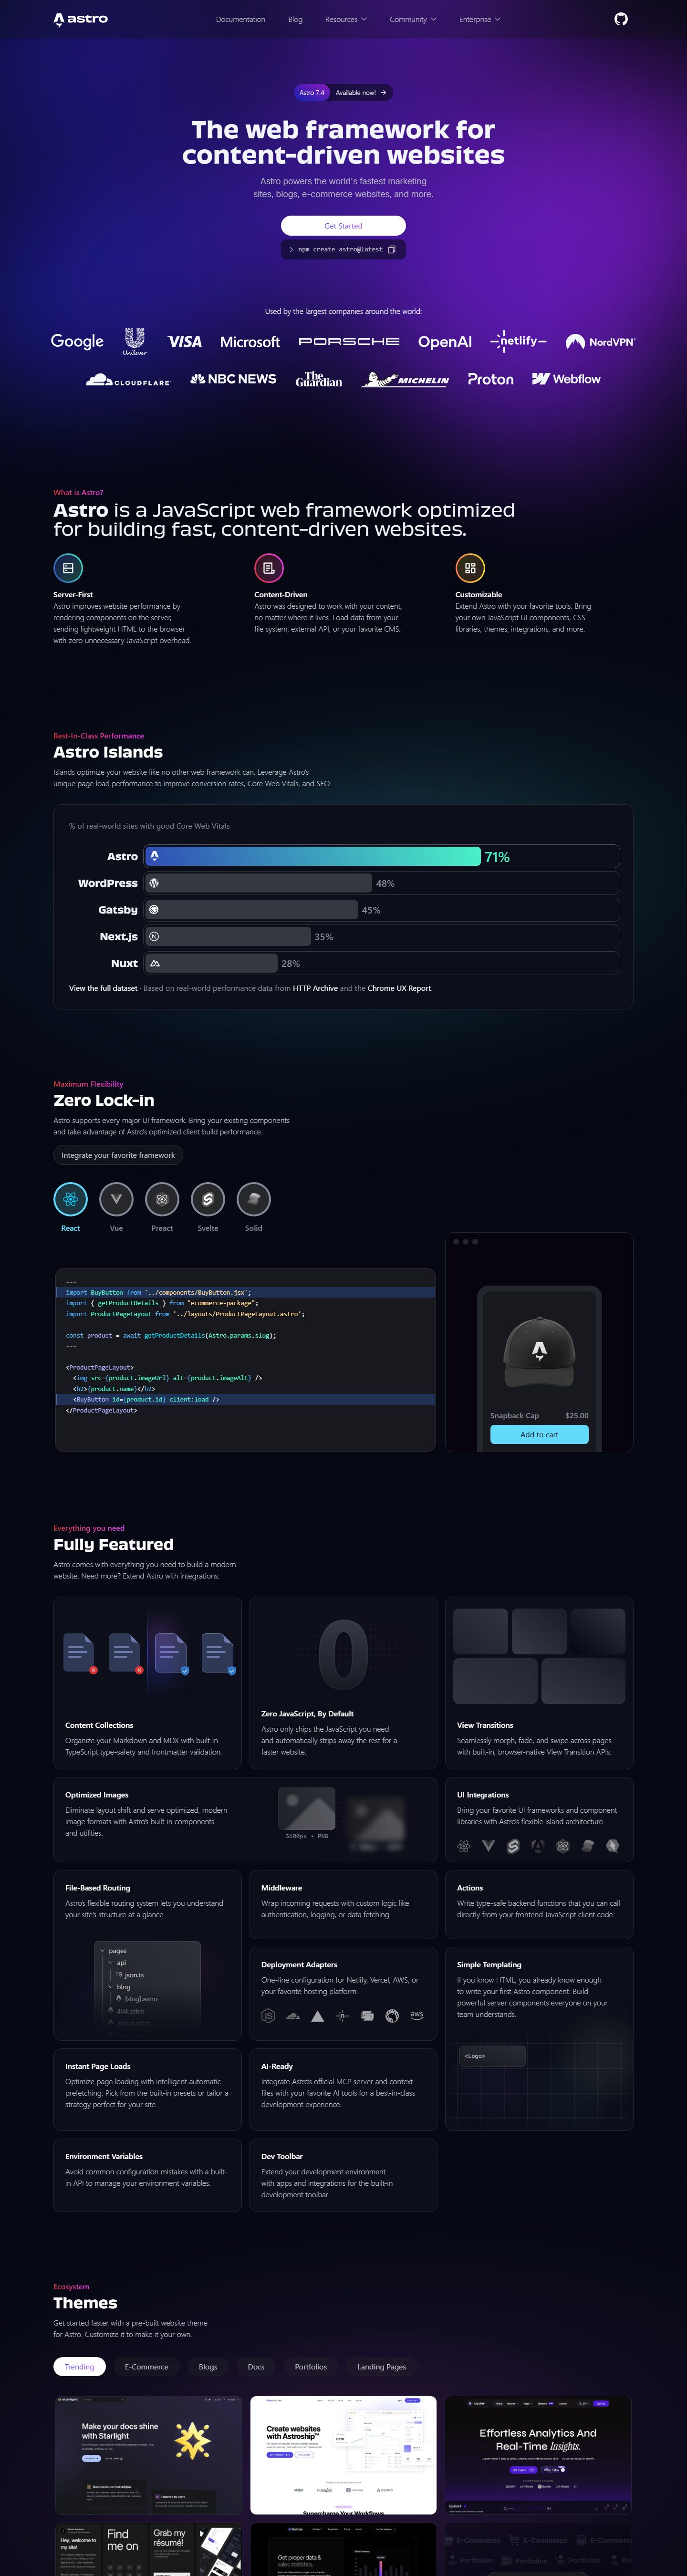 astro
Documentation
Blog
Resources
Community
Enterprise
Astro 7.4
Available now!
The web framework for
content-driven websites
Astro powers the world's fastest marketing
sites, blogs, e-commerce websites, and more.
Get Started
npm create astro@latest
Used by the largest companies around the world:
Google
Unilever
VISA
Microsoft
PORSCHE
OpenAI
netlify
NordVPN
CLOUDFLARE
NBC NEWS
The
Guardian
MICHELIN
Proton
Webflow
What is Astro?
Astro is a JavaScript web framework optimized
for building fast, content-driven websites.
Server-First
Astro improves website performance by
rendering components on the server,
sending lightweight HTML to the browser
with zero unnecessary JavaScript overhead.
Content-Driven
Astro was designed to work with your content,
no matter where it lives. Load data from your
file system, external API, or your favorite CMS.
Customizable
Extend Astro with your favorite tools. Bring
your own JavaScript UI components, CSS
libraries, themes, integrations, and more.
Best-In-Class Performance
Astro Islands
Islands optimize your website like no other web framework can. Leverage Astro's
unique page load performance to improve conversion rates, Core Web Vitals, and SEO.
% of real-world sites with good Core Web Vitals
Astro 71%
WordPress 48%
Gatsby 45%
Next.js 35%
Nuxt 28%
View the full dataset · Based on real-world performance data from HTTP Archive and the Chrome UX Report.
Maximum Flexibility
Zero Lock-in
Astro supports every major UI framework. Bring your existing components
and take advantage of Astro's optimized client build performance.
Integrate your favorite framework
React
Vue
Preact
Svelte
Solid
---
import BuyButton from '../components/BuyButton.jsx';
import { getProductDetails } from "ecommerce-package";
import ProductPageLayout from '../layouts/ProductPageLayout.astro';
const product = await getProductDetails(Astro.params.slug);
---
<ProductPageLayout>
<img src={product.imageUrl} alt={product.imageAlt} />
<h2>{product.name}</h2>
<BuyButton id={product.id} client:load />
</ProductPageLayout>
Snapback Cap
$25.00
Add to cart
Everything you need
Fully Featured
Astro comes with everything you need to build a modern
website. Need more? Extend Astro with integrations.
Content Collections
Organize your Markdown and MDX with built-in
TypeScript type-safety and frontmatter validation.
0
Zero JavaScript, By Default
Astro only ships the JavaScript you need
and automatically strips away the rest for a
faster website.
View Transitions
Seamlessly morph, fade, and swipe across pages
with built-in, browser-native View Transition APIs.
Optimized Images
Eliminate layout shift and serve optimized, modern
image formats with Astro's built-in components
and utilities.
3600px • PNG
UI Integrations
Bring your favorite UI frameworks and component
libraries with Astro's flexible island architecture.
File-Based Routing
Astro's flexible routing system lets you understand
your site's structure at a glance.
pages
api
TS json.ts
blog
[slug].astro
404.astro
about.astro
Middleware
Wrap incoming requests with custom logic like
authentication, logging, or data fetching.
Actions
Write type-safe backend functions that you can call
directly from your frontend JavaScript client code.
Deployment Adapters
One-line configuration for Netlify, Vercel, AWS, or
your favorite hosting platform.
aws
Simple Templating
If you know HTML, you already know enough
to write your first Astro component. Build
powerful server components everyone on your
team understands.
<Logo>
Instant Page Loads
Optimize page loading with intelligent automatic
prefetching. Pick from the built-in presets or tailor a
strategy perfect for your site.
AI-Ready
Integrate Astro's official MCP server and context
files with your favorite AI tools for a best-in-class
development experience.
Environment Variables
Avoid common configuration mistakes with a built-
in API to manage your environment variables.
Dev Toolbar
Extend your development environment
with apps and integrations for the built-in
development toolbar.
Ecosystem
Themes
Get started faster with a pre-built website theme
for Astro. Customize it to make it your own.
Trending
E-Commerce
Blogs
Docs
Portfolios
Landing Pages
Starlight
Make your docs shine
with Starlight
Create websites
with Astroship™
Supercharge Your Workflows
Effortless Analytics And
Real-Time Insights.
Hey, welcome to
my site!
Find
me on
Grab my
résumé!
Get proper data &
make statistics.
E-Commerce
E-Commerce
E-Commerce
Portfolios
Portfolios
Portfolios